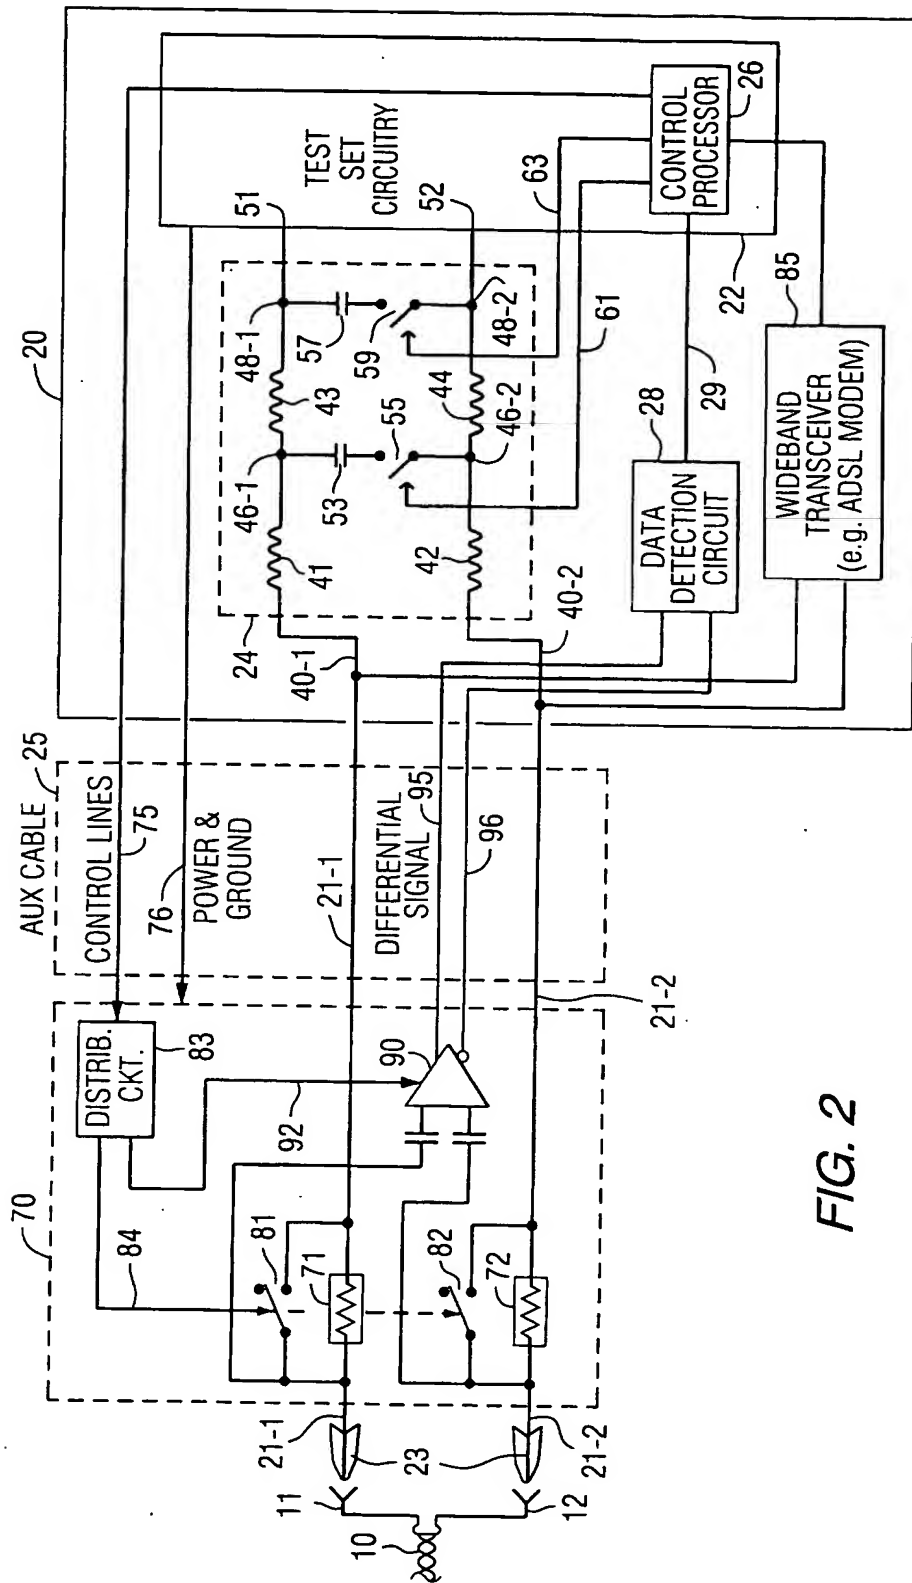 20
51
TEST
SET
CIRCUITRY
52
63
CONTROL
PROCESSOR
26
22
85
48-1
57
59
48-2
61
43
44
46-2
28
29
46-1
53
55
DATA
DETECTION
CIRCUIT
WIDEBAND
TRANSCEIVER
(e.g. ADSL MODEM)
41
42
24
40-1
40-2
AUX CABLE
25
CONTROL LINES
75
76
POWER &
GROUND
21-1
DIFFERENTIAL
SIGNAL
95
96
21-2
70
DISTRIB.
CKT.
83
84
92
90
81
71
82
72
21-1
23
21-2
11
10
12
FIG. 2